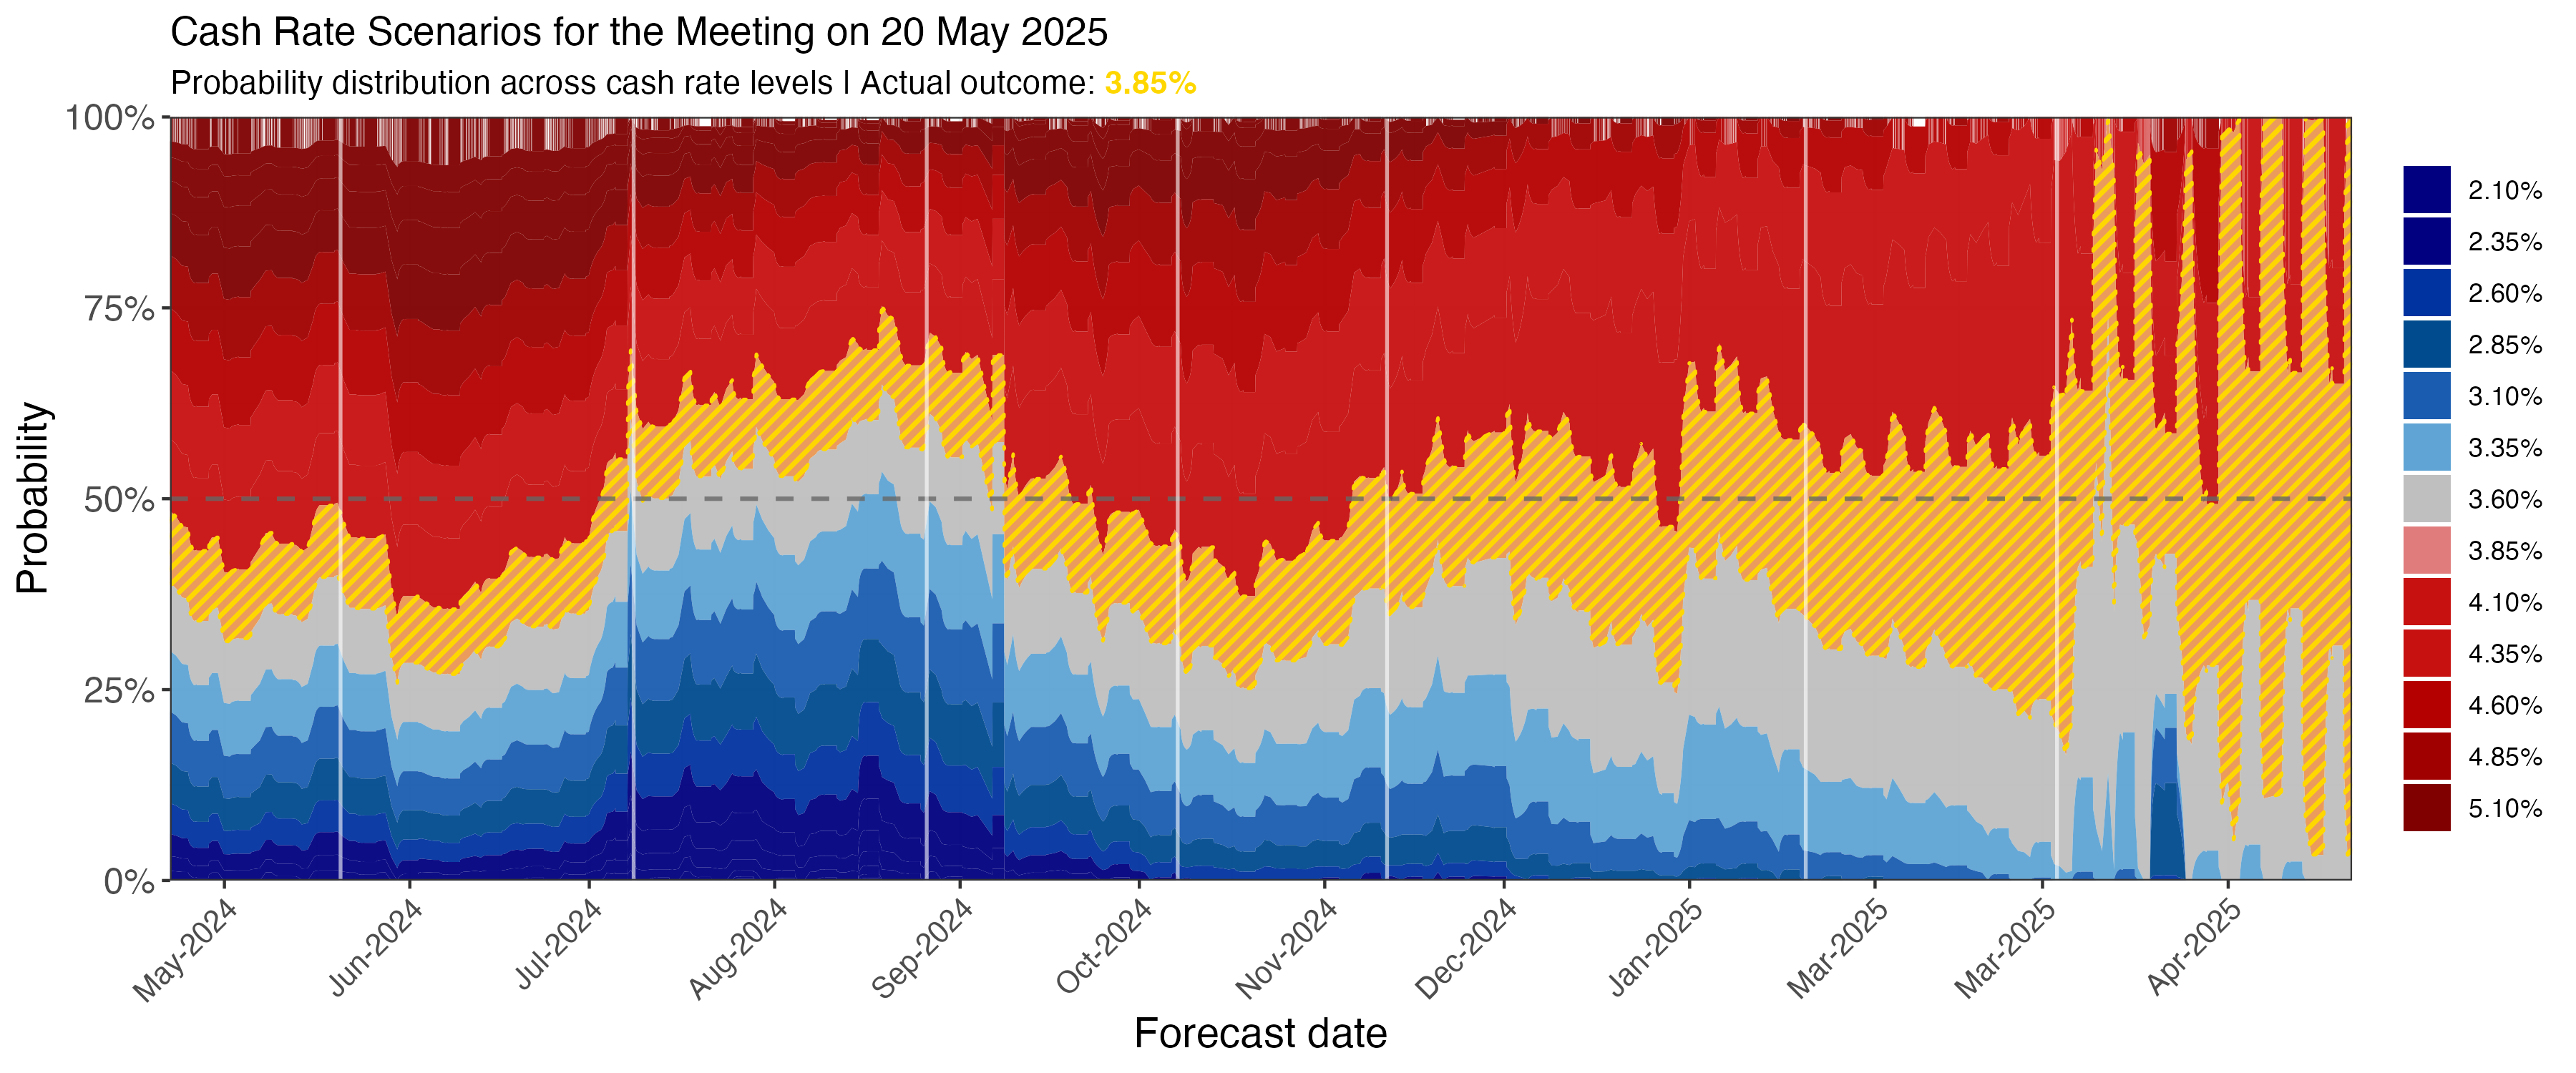 Cash Rate Scenarios for the Meeting on 20 May 2025
Probability distribution across cash rate levels | Actual outcome: 3.85%
Probability
100%
75%
50%
25%
0%
May-2024
Jun-2024
Jul-2024
Aug-2024
Sep-2024
Oct-2024
Nov-2024
Dec-2024
Jan-2025
Mar-2025
Mar-2025
Apr-2025
Forecast date
2.10%
2.35%
2.60%
2.85%
3.10%
3.35%
3.60%
3.85%
4.10%
4.35%
4.60%
4.85%
5.10%